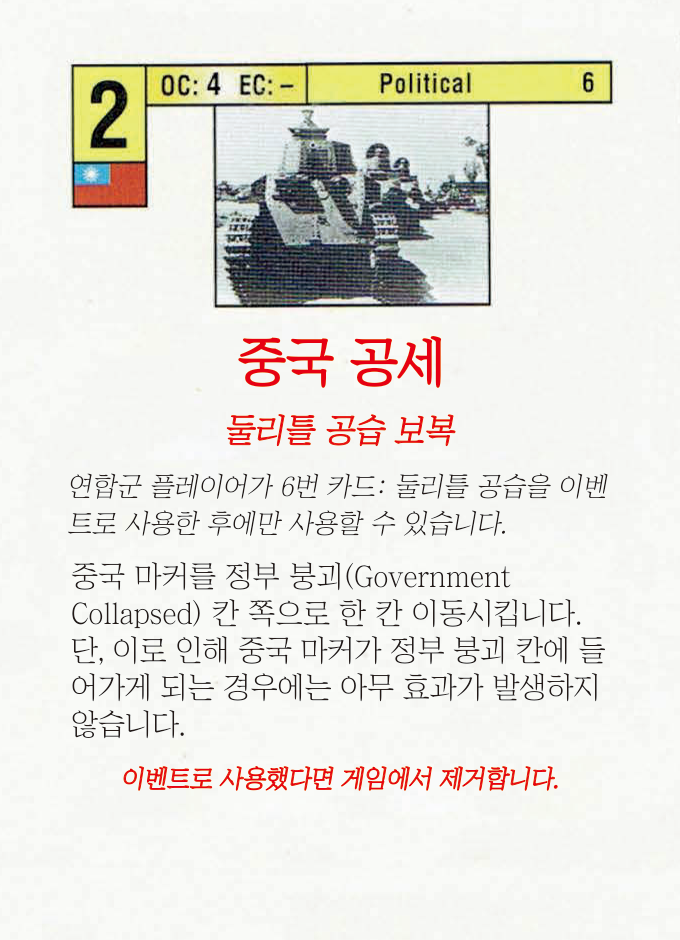 2
OC: 4 EC: –
Political
6
중국 공세
둘리틀 공습 보복
연합군 플레이어가 6번 카드: 둘리틀 공습을 이벤
트로 사용한 후에만 사용할 수 있습니다.
중국 마커를 정부 붕괴(Government
Collapsed) 칸 쪽으로 한 칸 이동시킵니다.
단, 이로 인해 중국 마커가 정부 붕괴 칸에 들
어가게 되는 경우에는 아무 효과가 발생하지
않습니다.
이벤트로 사용했다면 게임에서 제거합니다.